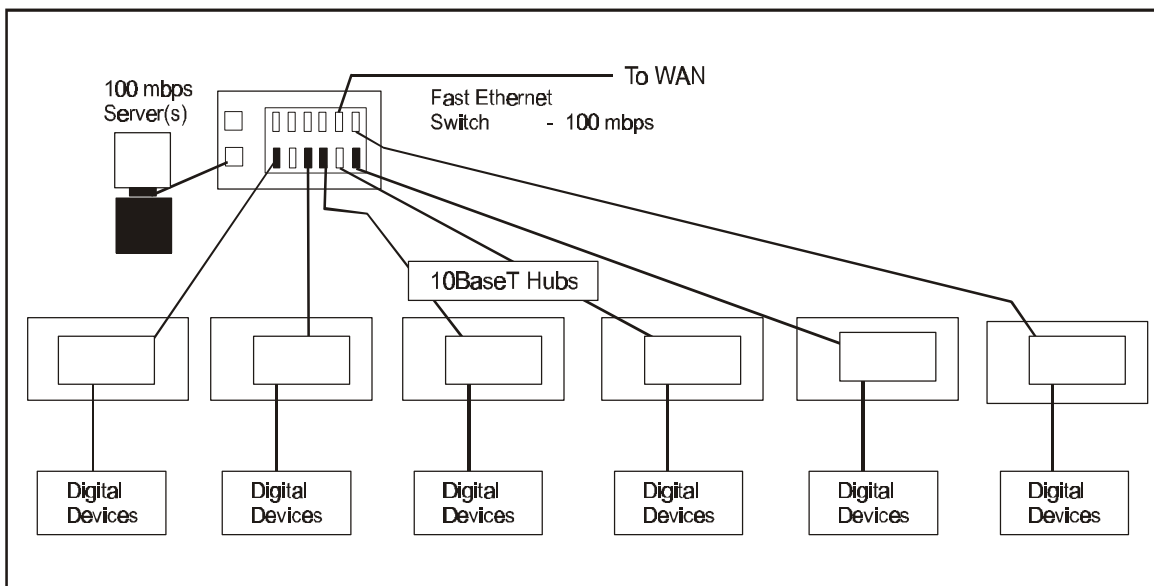 To WAN
100 mbps
Server(s)
Fast Ethernet
Switch - 100 mbps
10BaseT Hubs
Digital
Devices
Digital
Devices
Digital
Devices
Digital
Devices
Digital
Devices
Digital
Devices